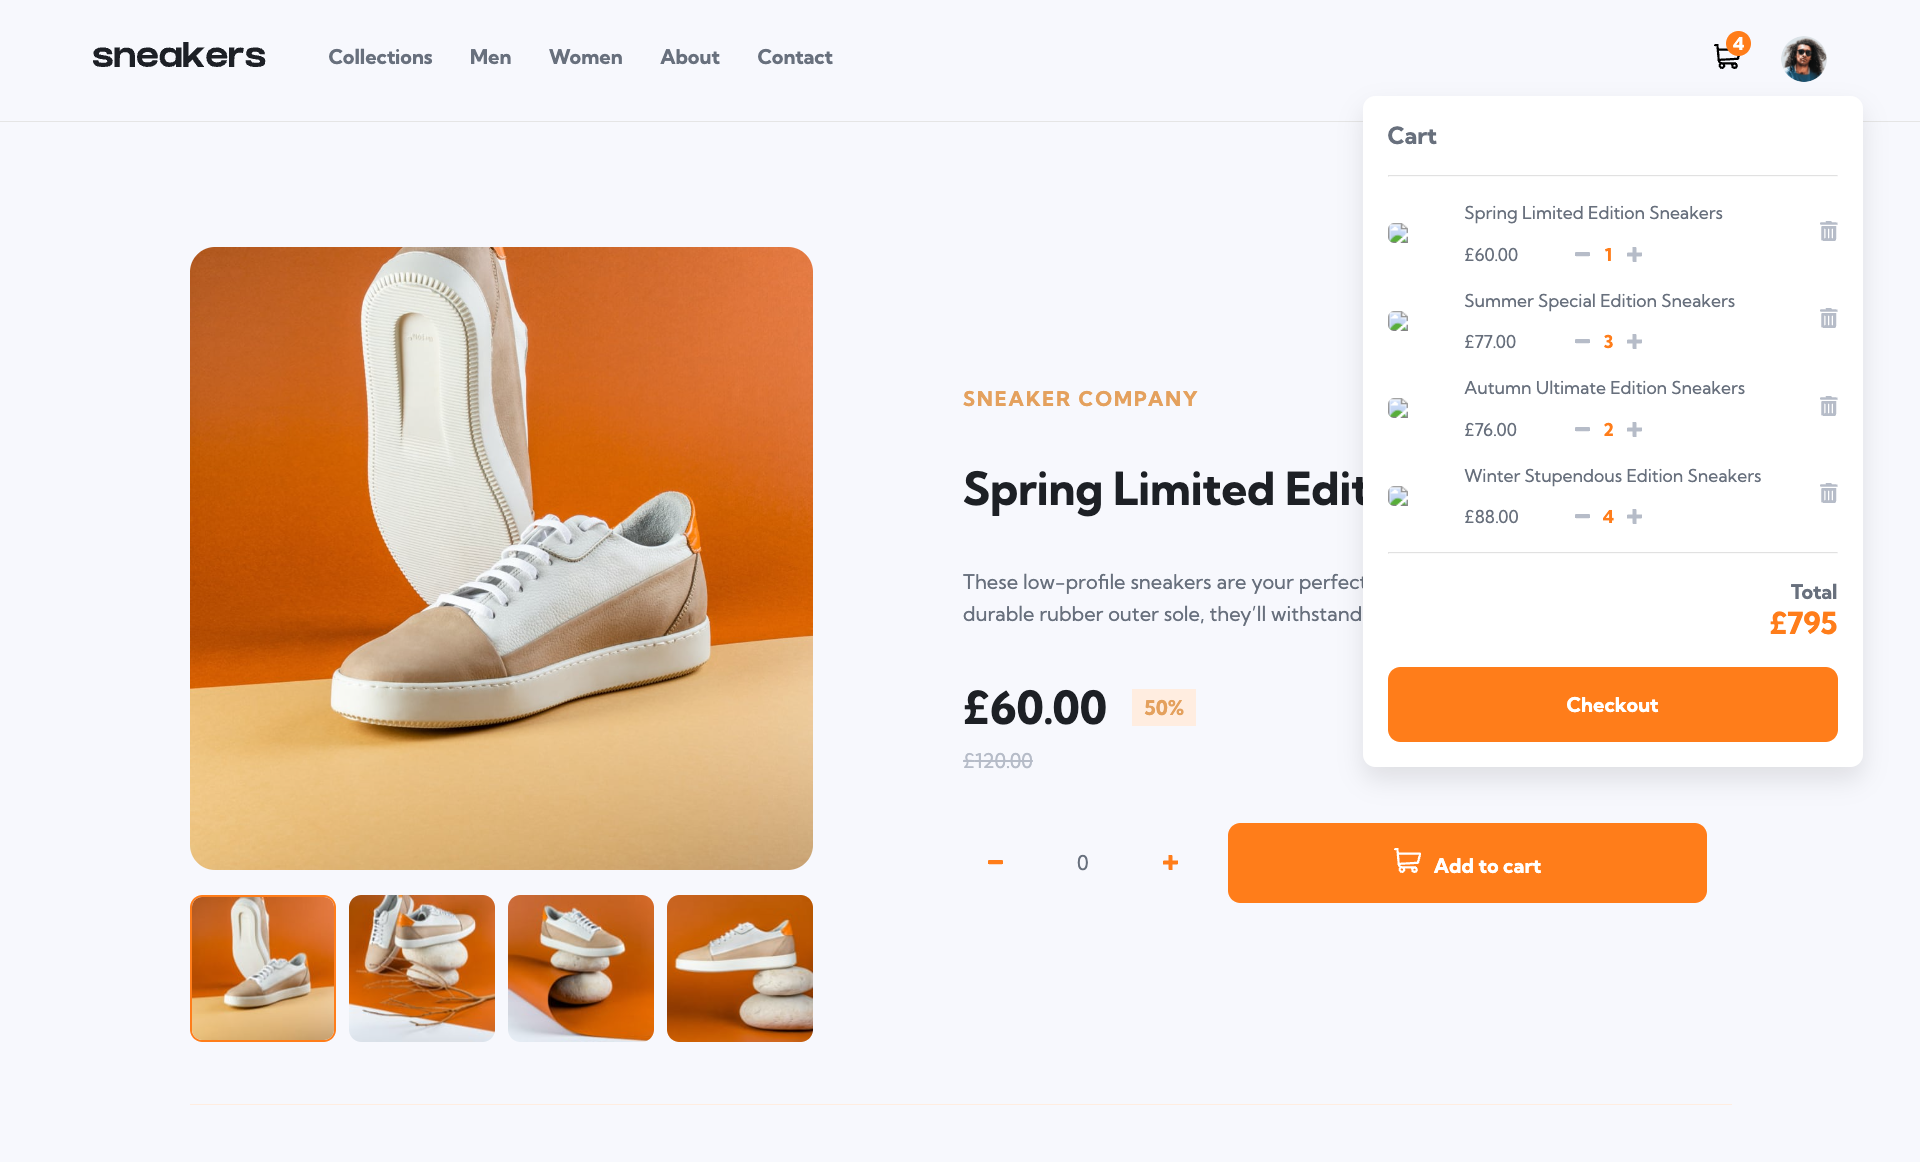 sneakers
Collections Men Women About Contact
4
Cart
Spring Limited Edition Sneakers
£60.00 1
Summer Special Edition Sneakers
£77.00 3
Autumn Ultimate Edition Sneakers
£76.00 2
Winter Stupendous Edition Sneakers
£88.00 4
Total
£795
Checkout
SNEAKER COMPANY
Spring Limited Edit
These low-profile sneakers are your perfect
durable rubber outer sole, they’ll withstand
£60.00 50%
£120.00
0
Add to cart